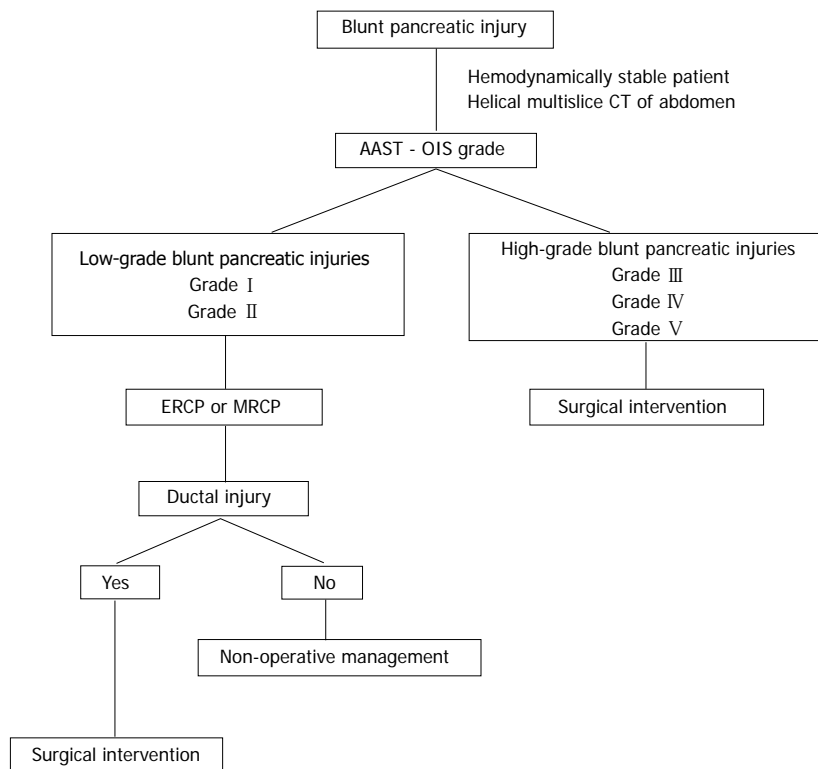 Blunt pancreatic injury
Hemodynamically stable patient
Helical multislice CT of abdomen
AAST - OIS grade
Low-grade blunt pancreatic injuries
Grade Ⅰ
Grade Ⅱ
High-grade blunt pancreatic injuries
Grade Ⅲ
Grade Ⅳ
Grade Ⅴ
ERCP or MRCP
Surgical intervention
Ductal injury
Yes
No
Non-operative management
Surgical intervention